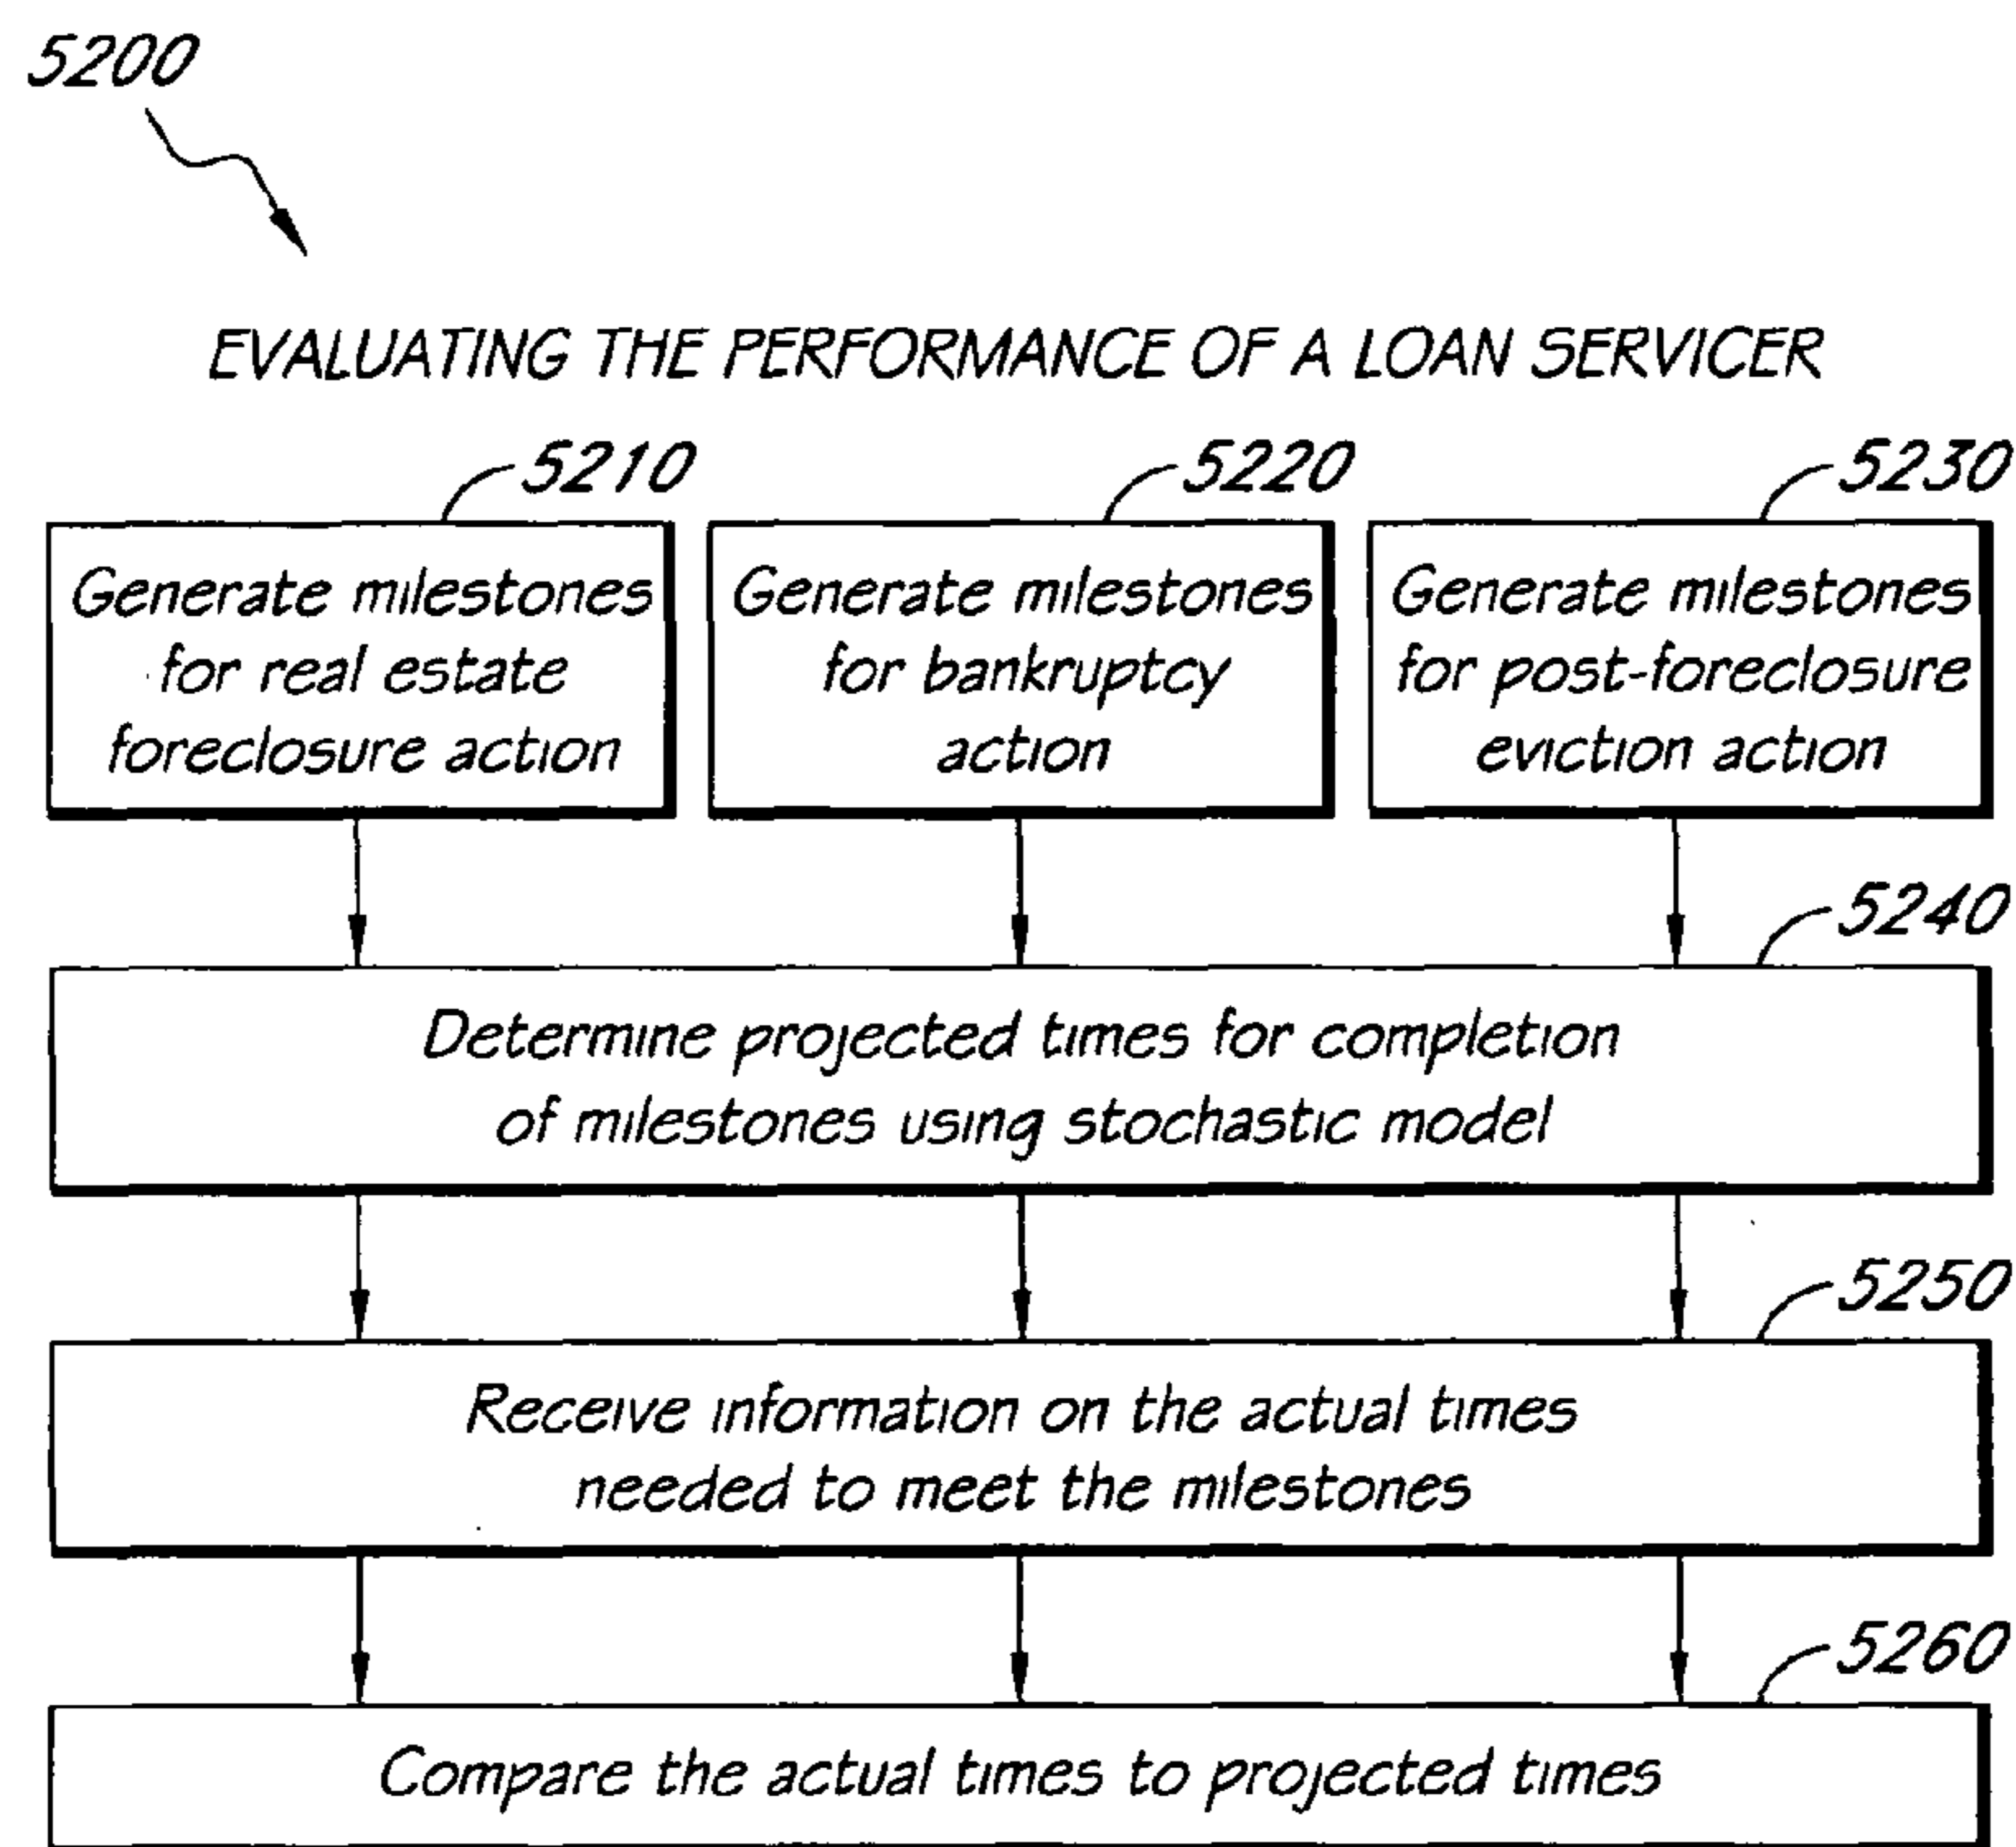 5200
EVALUATING THE PERFORMANCE OF A LOAN SERVICER
5210
Generate milestones
for real estate
foreclosure action
5220
Generate milestones
for bankruptcy
action
5230
Generate milestones
for post-foreclosure
eviction action
5240
Determine projected times for completion
of milestones using stochastic model
5250
Receive information on the actual times
needed to meet the milestones
5260
Compare the actual times to projected times